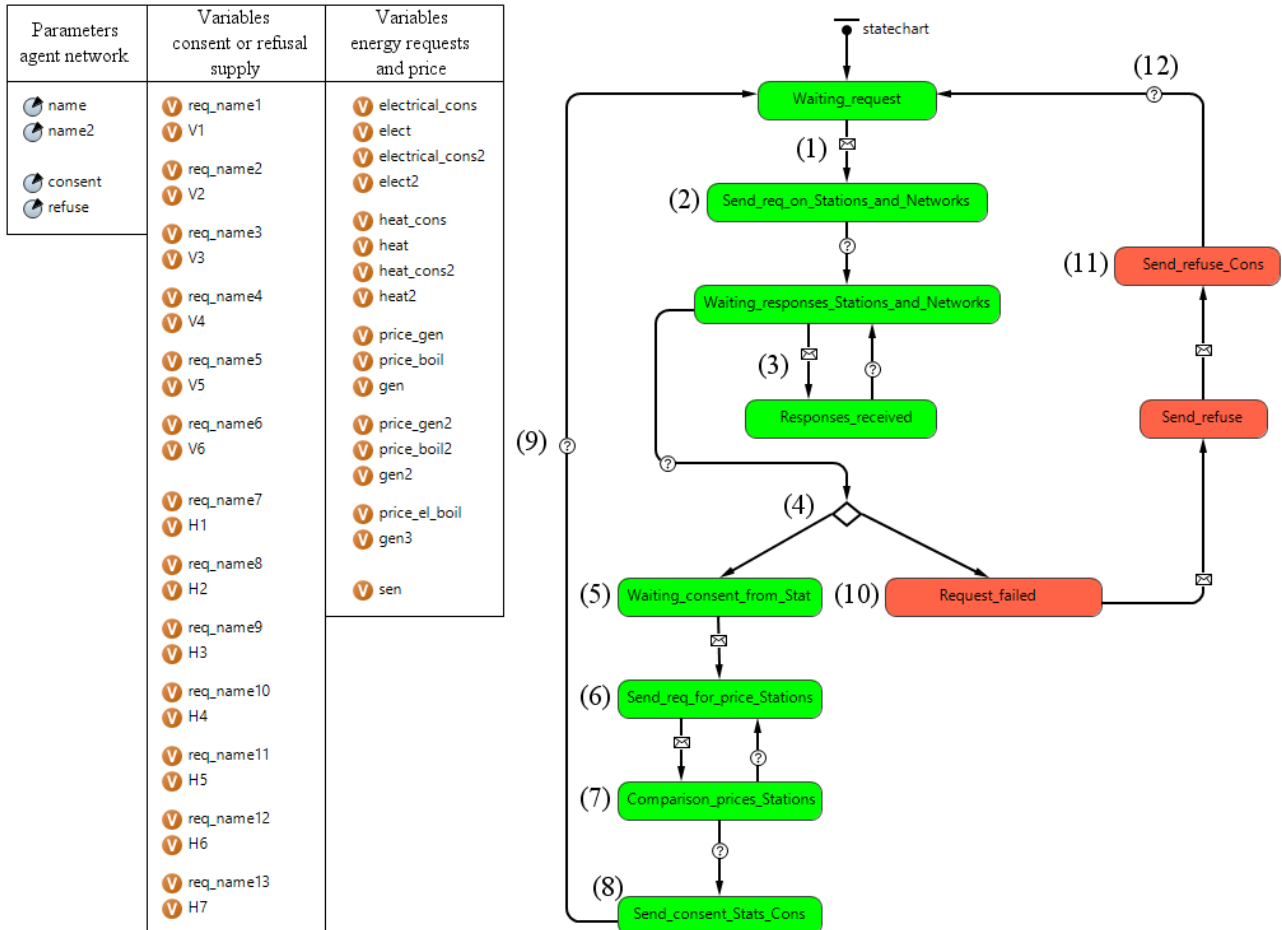 Parameters
agent network
Variables
consent or refusal
supply
Variables
energy requests
and price
name
name2
consent
refuse
V req_name1
V V1
V req_name2
V V2
V req_name3
V V3
V req_name4
V V4
V req_name5
V V5
V req_name6
V V6
V req_name7
V H1
V req_name8
V H2
V req_name9
V H3
V req_name10
V H4
V req_name11
V H5
V req_name12
V H6
V req_name13
V H7
V electrical_cons
V elect
V electrical_cons2
V elect2
V heat_cons
V heat
V heat_cons2
V heat2
V price_gen
V price_boil
V gen
V price_gen2
V price_boil2
V gen2
V price_el_boil
V gen3
V sen
statechart
Waiting_request
(1)
(2) Send_req_on_Stations_and_Networks
?
Waiting_responses_Stations_and_Networks
(3)
?
Responses_received
?
(4)
(5) Waiting_consent_from_Stat
(6) Send_req_for_price_Stations
?
(7) Comparison_prices_Stations
?
(8)
Send_consent_Stats_Cons
(9) ?
(10) Request_failed
Send_refuse
(11) Send_refuse_Cons
(12)
?